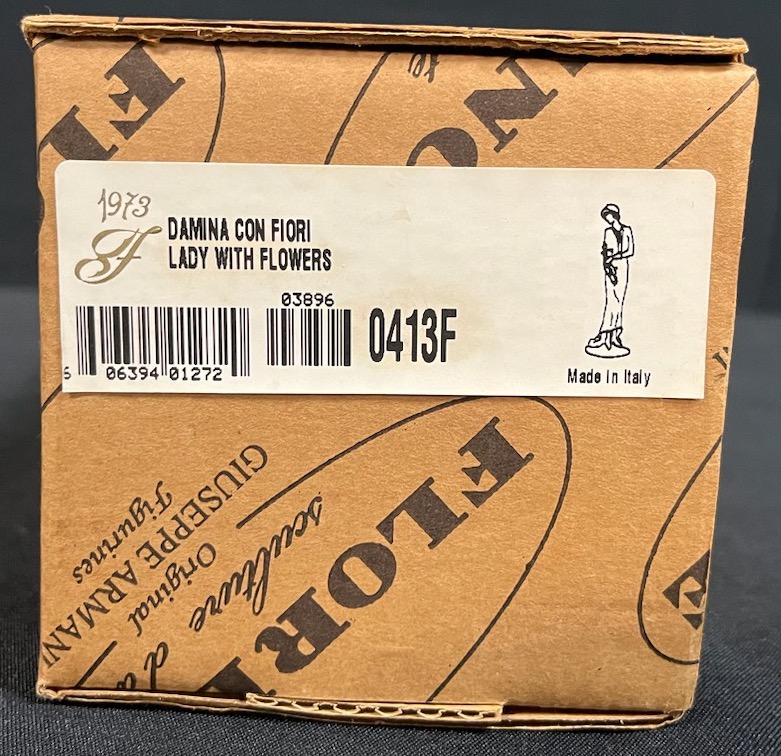 1973
F
DAMINA CON FIORI
LADY WITH FLOWERS
03896
0413F
06394 01272
Made in Italy
FLORE
sculture d'a
Original
GIUSEPPE ARMANI
Figurines